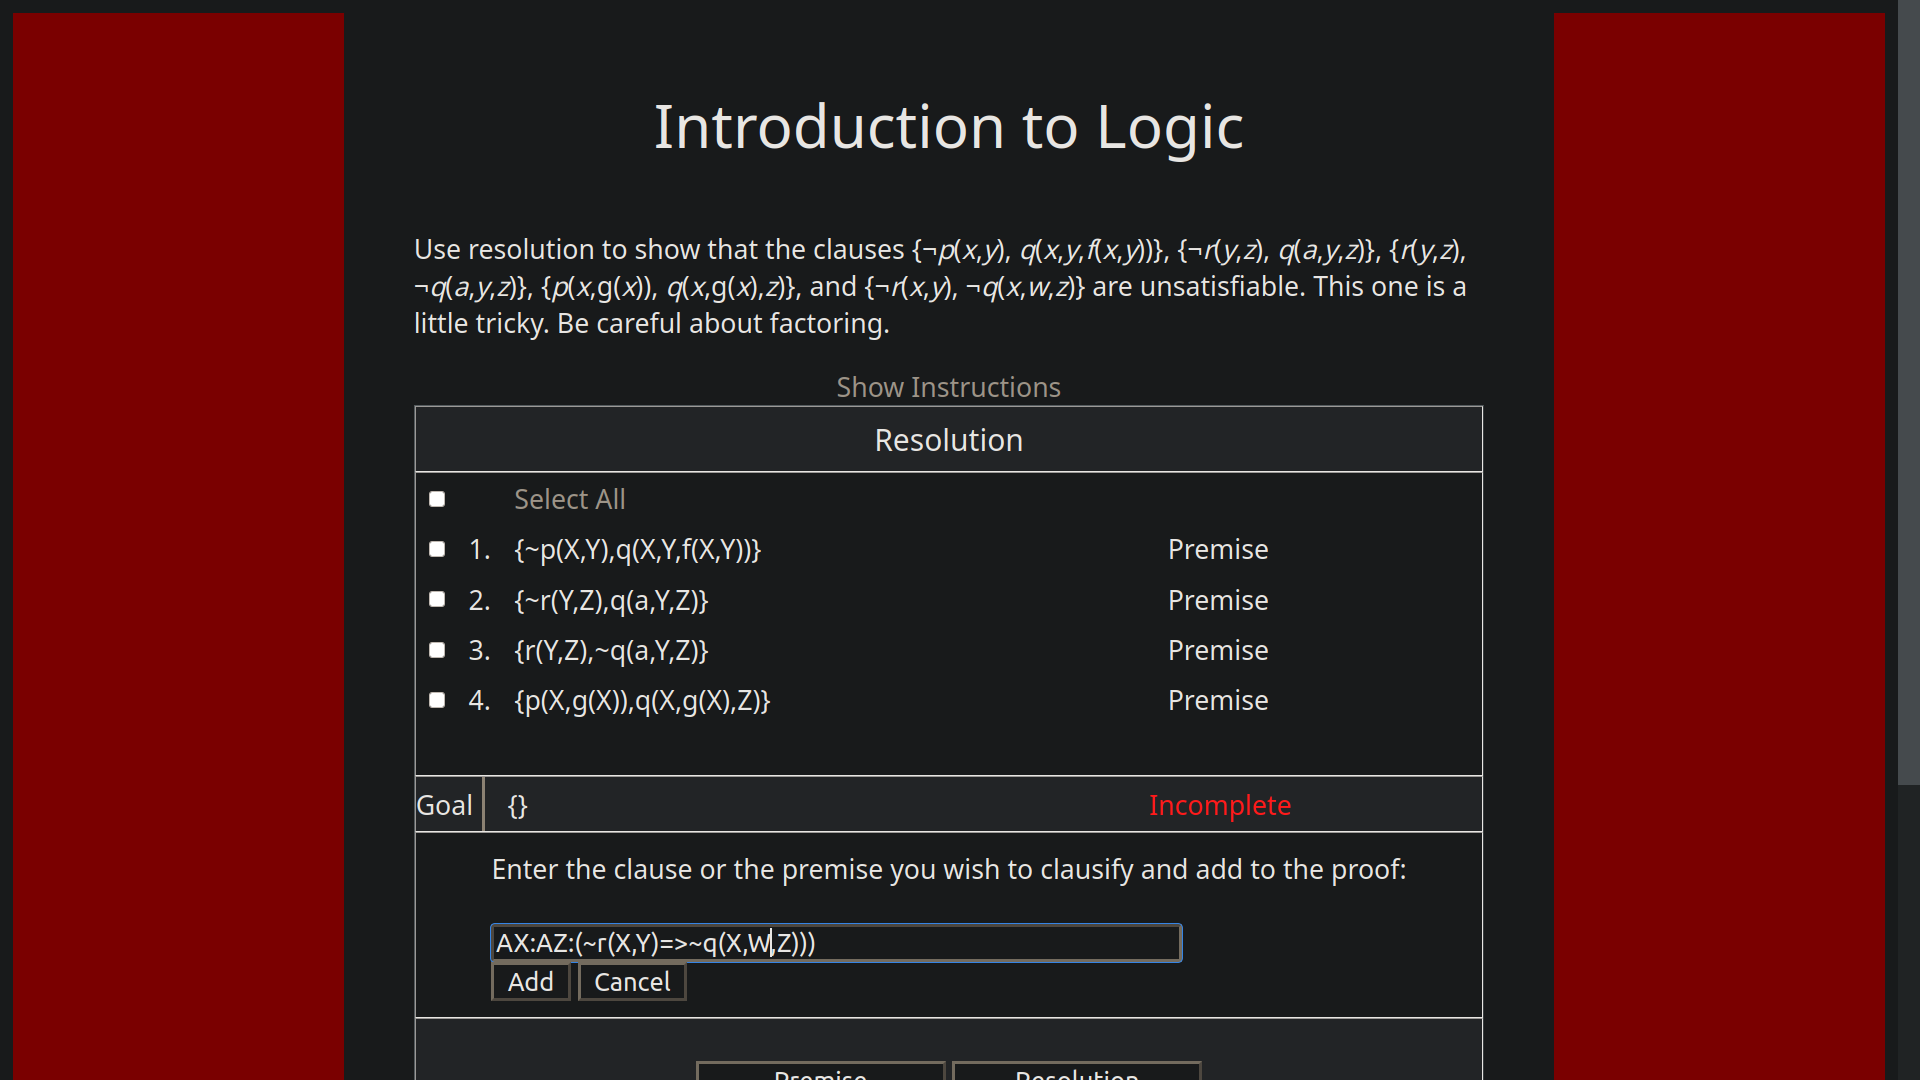 Introduction to Logic
Use resolution to show that the clauses {¬p(x,y), q(x,y,f(x,y))}, {¬r(y,z), q(a,y,z)}, {r(y,z),
¬q(a,y,z)}, {p(x,g(x)), q(x,g(x),z)}, and {¬r(x,y), ¬q(x,w,z)} are unsatisfiable. This one is a
little tricky. Be careful about factoring.
Show Instructions
Resolution
Select All
1. {~p(X,Y),q(X,Y,f(X,Y))} Premise
2. {~r(Y,Z),q(a,Y,Z)} Premise
3. {r(Y,Z),~q(a,Y,Z)} Premise
4. {p(X,g(X)),q(X,g(X),Z)} Premise
Goal {} Incomplete
Enter the clause or the premise you wish to clausify and add to the proof:
AX:AZ:(~r(X,Y)=>~q(X,W,Z)))
Add Cancel
Premise Resolution